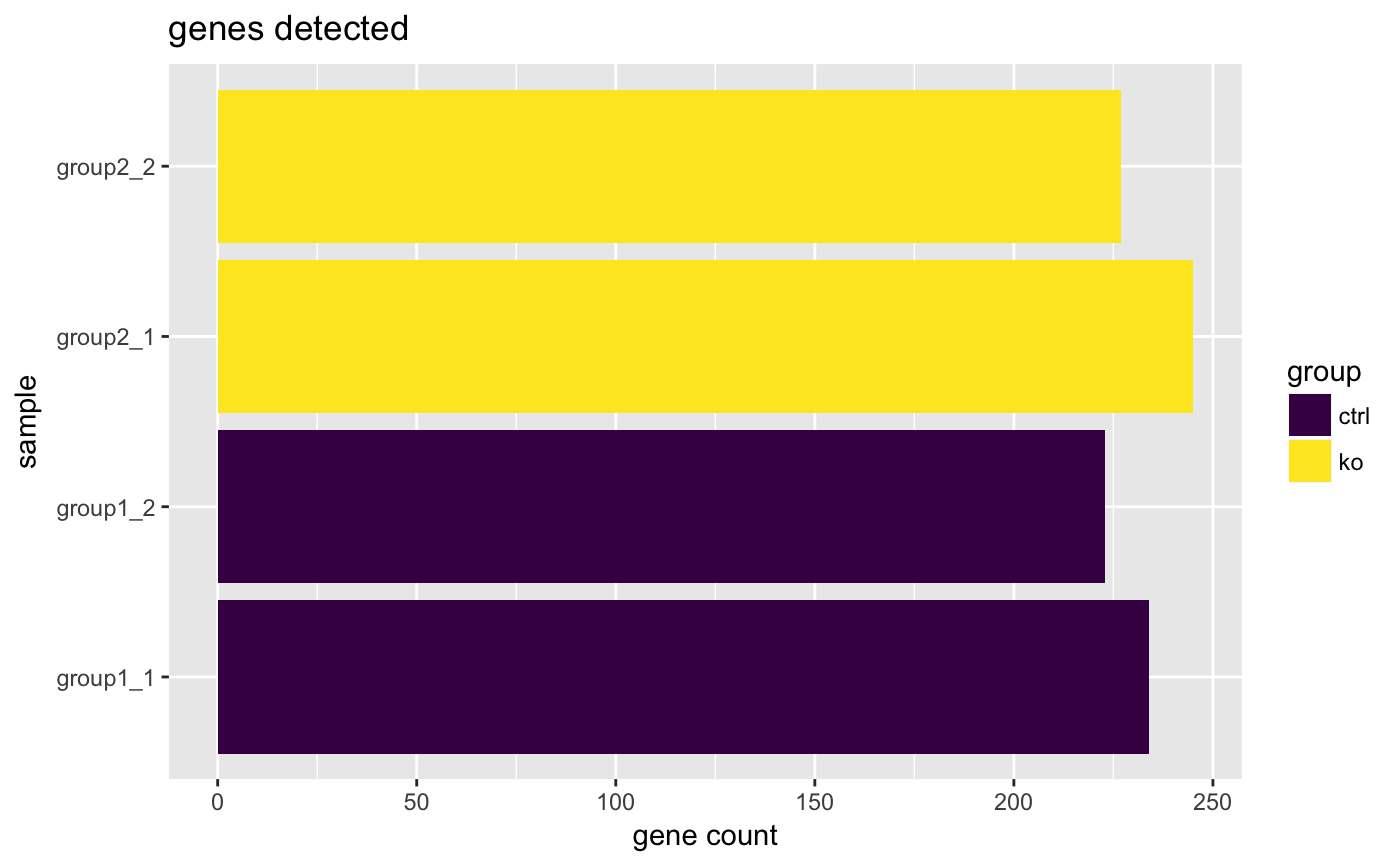 genes detected
group2_2
group2_1
group1_2
group1_1
sample
0 50 100 150 200 250
gene count
group
ctrl
ko